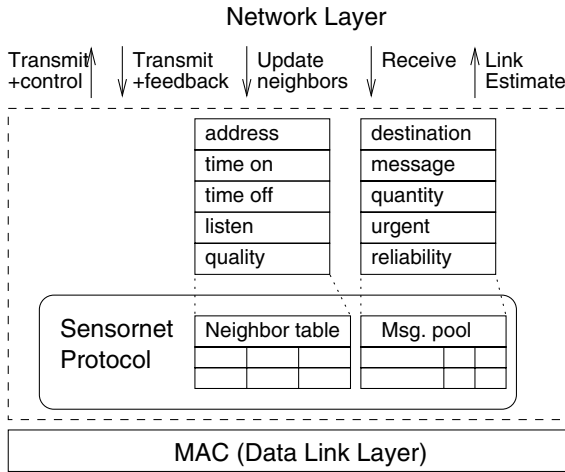 Network Layer
Transmit
+control
Transmit
+feedback
Update
neighbors
Receive
Link
Estimate
address
time on
time off
listen
quality
destination
message
quantity
urgent
reliability
Sensornet
Protocol
Neighbor table
Msg. pool
MAC (Data Link Layer)